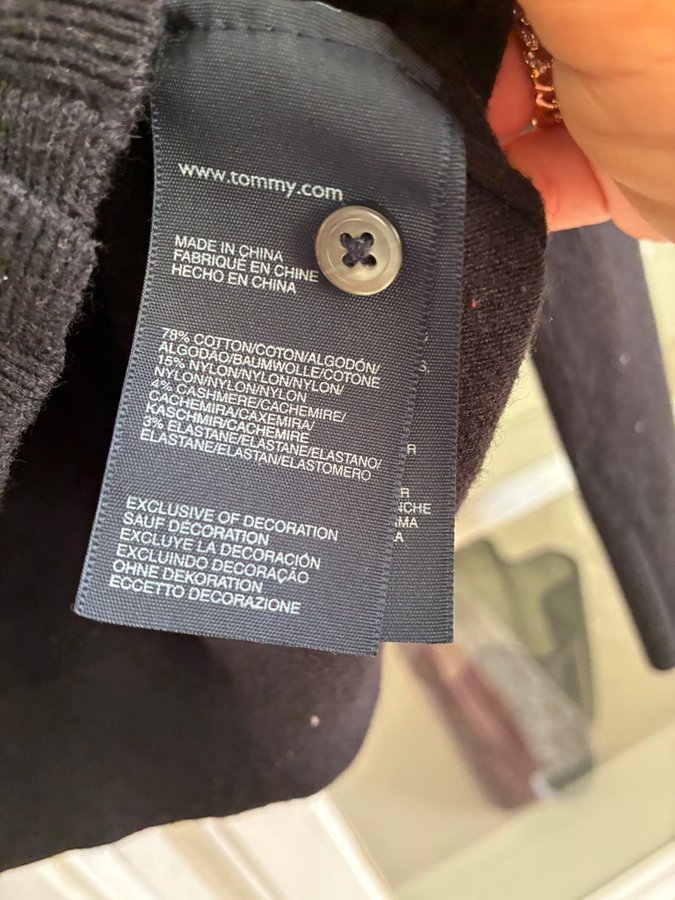 www.tommy.com
MADE IN CHINA
FABRIQUÉ EN CHINE
HECHO EN CHINA
78% COTTON/COTON/ALGODÓN/
ALGODÃO/BAUMWOLLE/COTONE
15% NYLON/NYLON/NYLON/
NYLON/NYLON/NYLON
4% CASHMERE/CACHEMIRE/
CACHEMIRA/CAXEMIRA/
KASCHMIR/CACHEMIRE
3% ELASTANE/ELASTANE/ELASTANO/
ELASTANE/ELASTAN/ELASTOMERO
EXCLUSIVE OF DECORATION
SAUF DECORATION
EXCLUYE LA DECORACIÓN
EXCLUINDO DECORAÇÃO
OHNE DEKORATION
ECCETTO DECORAZIONE